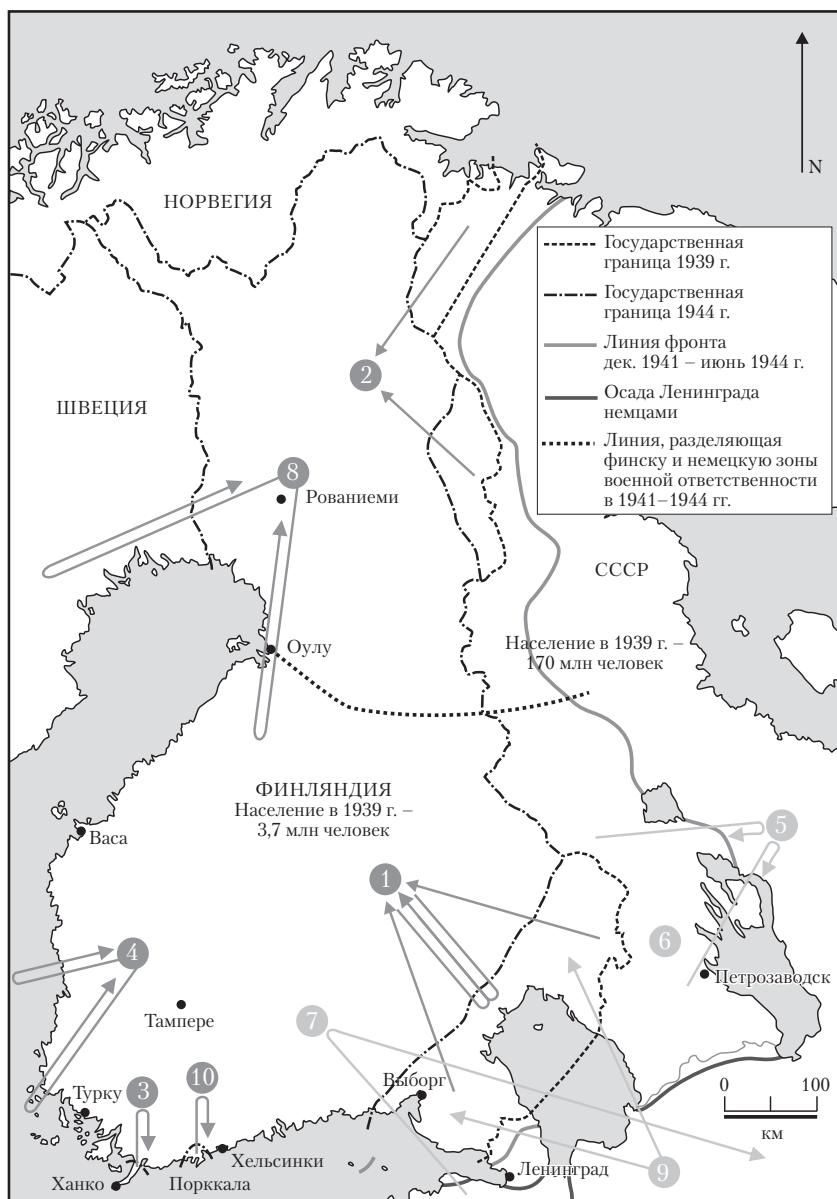 N
НОРВЕГИЯ
Государственная
граница 1939 г.
Государственная
граница 1944 г.
Линия фронта
дек. 1941 – июнь 1944 г.
Осада Ленинграда
немцами
Линия, разделяющая
финску и немецкую зоны
военной ответственности
в 1941–1944 гг.
2
ШВЕЦИЯ
8
Рованиеми
СССР
Население в 1939 г. –
170 млн человек
Оулу
ФИНЛЯНДИЯ
Население в 1939 г. –
3,7 млн человек
Васа
5
1
6
4
Петрозаводск
Тампере
7
3
10
Выборг
Турку
0 100
км
Хельсинки
9
Ленинград
Ханко
Порккала